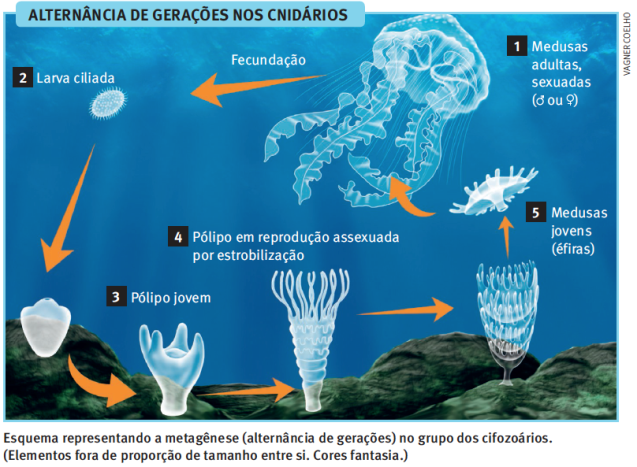 ALTERNÂNCIA DE GERAÇÕES NOS CNIDÁRIOS
VAGNER COELHO
1 Medusas
adultas,
sexuadas
(♂ ou ♀)
Fecundação
2 Larva ciliada
5 Medusas
jovens
(éfiras)
4 Pólipo em reprodução assexuada
por estrobilização
3 Pólipo jovem
Esquema representando a metagênese (alternância de gerações) no grupo dos cifozoários.
(Elementos fora de proporção de tamanho entre si. Cores fantasia.)